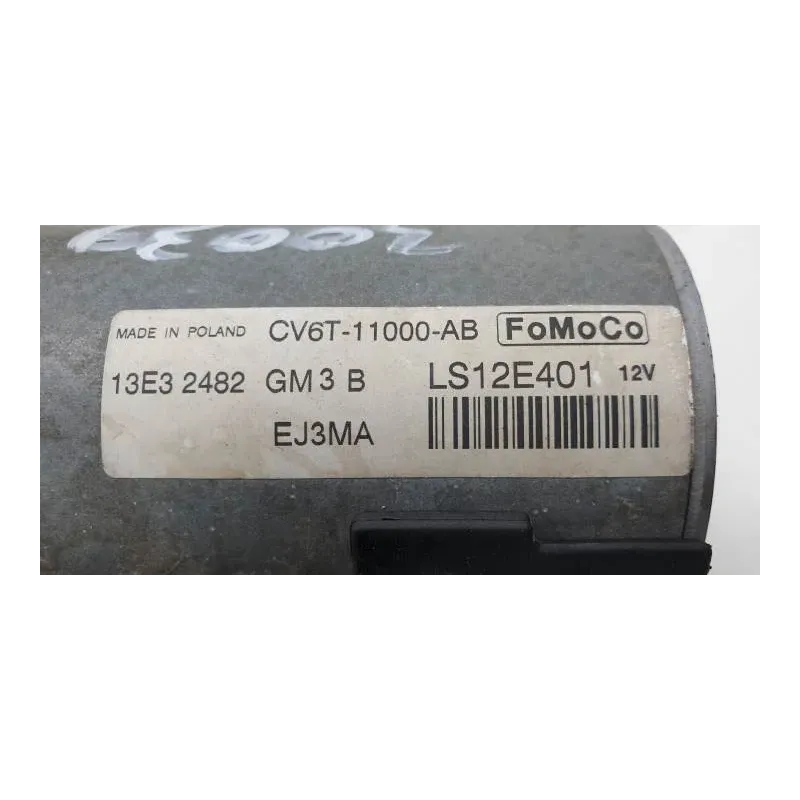 MADE IN POLAND CV6T-11000-AB FoMoCo
13E3 2482 GM 3 B LS12E401 12V
EJ3MA